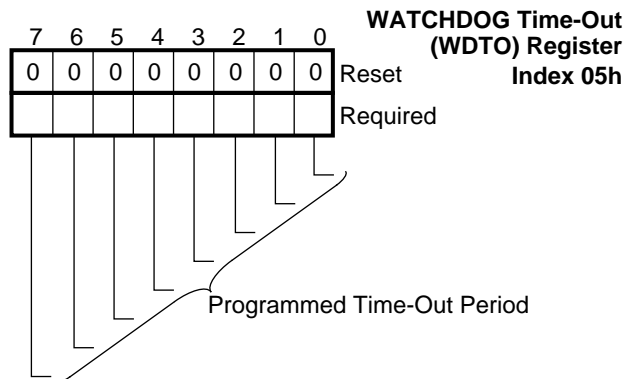 WATCHDOG Time-Out
(WDTO) Register
Index 05h
7 6 5 4 3 2 1 0
0 0 0 0 0 0 0 0 Reset
Required
Programmed Time-Out Period